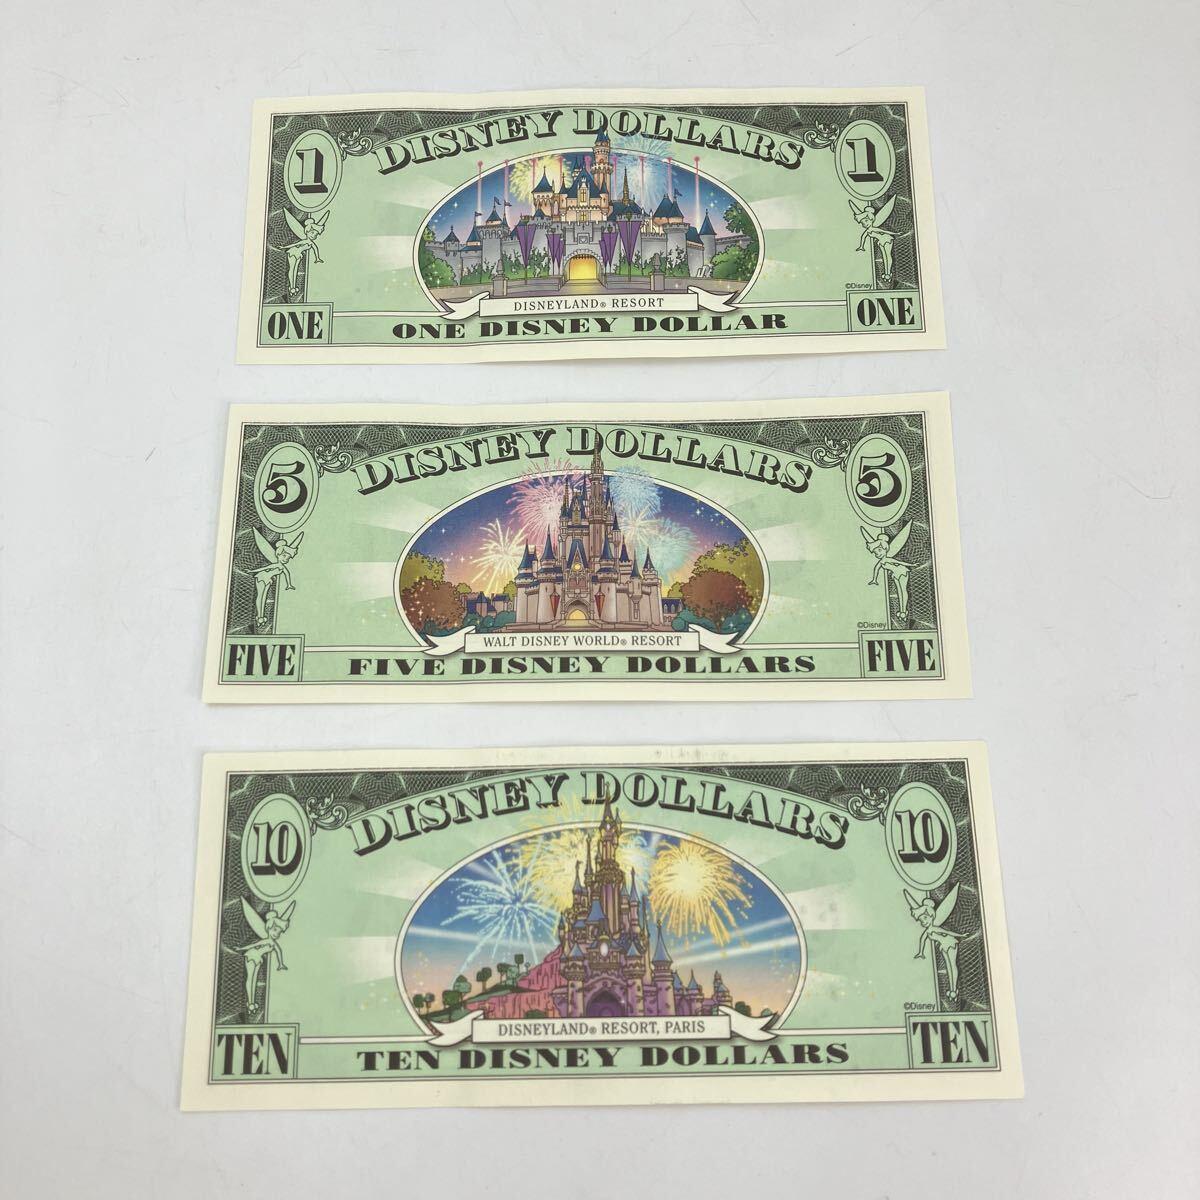 DISNEY DOLLARS
1 1
©Disney
DISNEYLAND® RESORT
ONE ONE DISNEY DOLLAR ONE
DISNEY DOLLARS
5 5
©Disney
WALT DISNEY WORLD® RESORT
FIVE FIVE DISNEY DOLLARS FIVE
DISNEY DOLLARS
10 10
©Disney
DISNEYLAND® RESORT, PARIS
TEN TEN DISNEY DOLLARS TEN